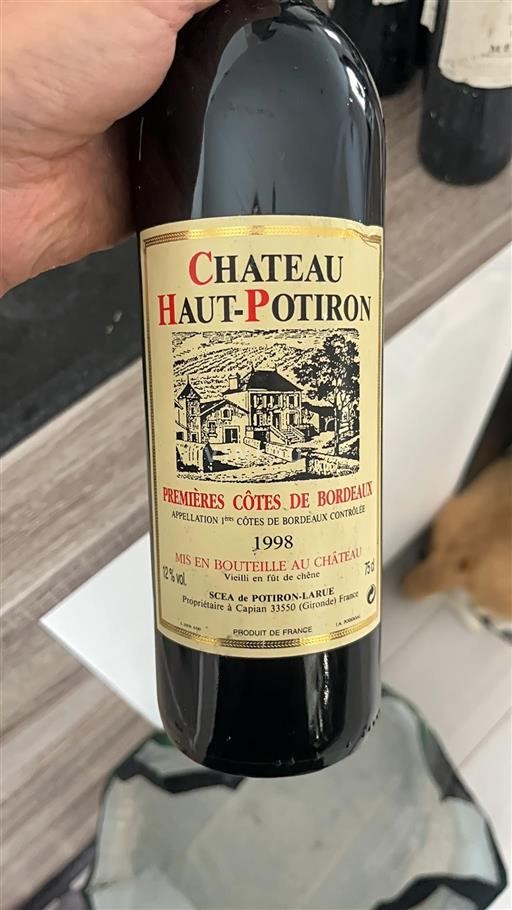 CHATEAU
HAUT-POTIRON
PREMIÈRES CÔTES DE BORDEAUX
APPELLATION 1ères CÔTES DE BORDEAUX CONTRÔLÉE
1998
MIS EN BOUTEILLE AU CHÂTEAU
Vieilli en fût de chêne
12 % vol.
75 cl
SCEA de POTIRON-LARUE
Propriétaire à Capian 33550 (Gironde) France
PRODUIT DE FRANCE